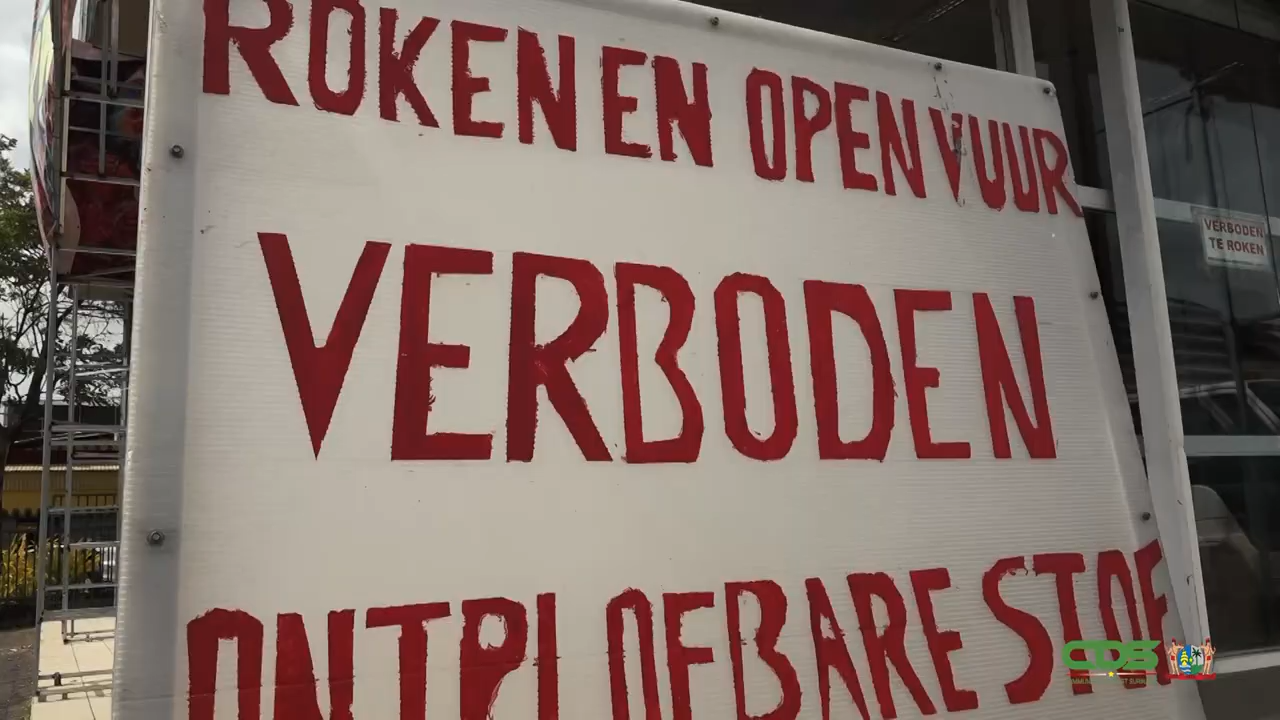 ROKEN EN OPEN VUUR
VERBODEN
ONTPLOFBARE STOF
VERBODEN
TE ROKEN
CDS